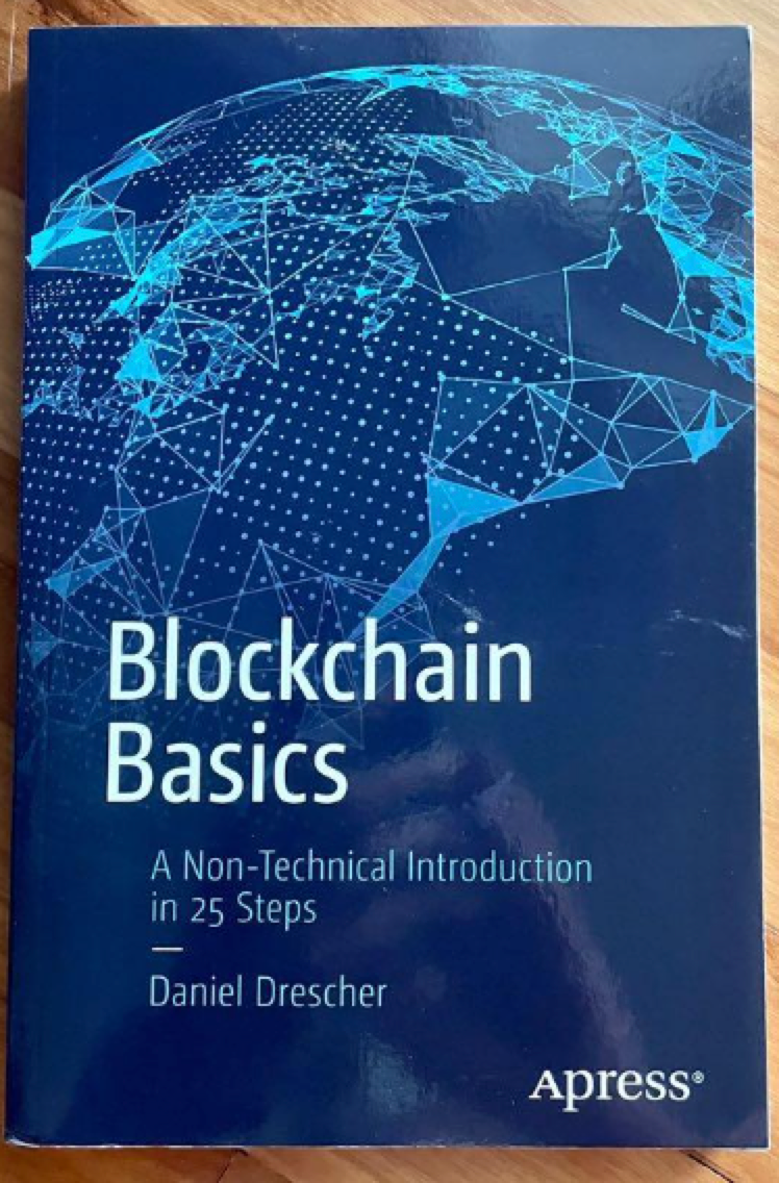 Blockchain
Basics
A Non-Technical Introduction
in 25 Steps
Daniel Drescher
Apress®